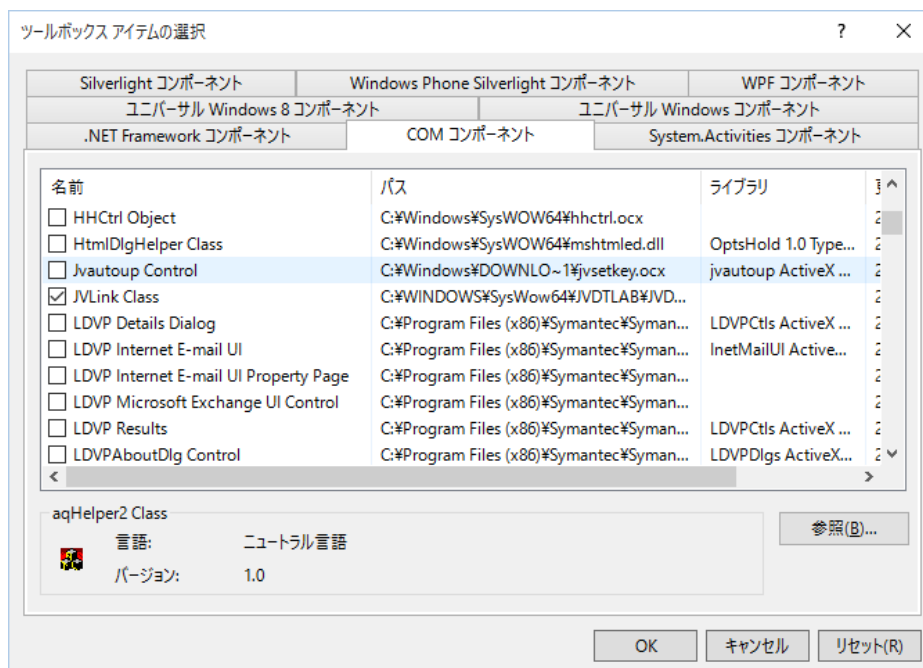 ツールボックス アイテムの選択 ? ×
Silverlight コンポーネント Windows Phone Silverlight コンポーネント WPF コンポーネント
ユニバーサル Windows 8 コンポーネント ユニバーサル Windows コンポーネント
.NET Framework コンポーネント COM コンポーネント System.Activities コンポーネント
名前 パス ライブラリ
HHCtrl Object C:¥Windows¥SysWOW64¥hhctrl.ocx
HtmlDlgHelper Class C:¥Windows¥SysWOW64¥mshtmled.dll OptsHold 1.0 Type...
Jvautoup Control C:¥Windows¥DOWNLO~1¥jvsetkey.ocx jvautoup ActiveX ...
JVLink Class C:¥WINDOWS¥SysWow64¥JVDTLAB¥JVD...
LDVP Details Dialog C:¥Program Files (x86)¥Symantec¥Syman... LDVPCtls ActiveX ...
LDVP Internet E-mail UI C:¥Program Files (x86)¥Symantec¥Syman... InetMailUI Active...
LDVP Internet E-mail UI Property Page C:¥Program Files (x86)¥Symantec¥Syman...
LDVP Microsoft Exchange UI Control C:¥Program Files (x86)¥Symantec¥Syman...
LDVP Results C:¥Program Files (x86)¥Symantec¥Syman... LDVPCtls ActiveX ...
LDVPAboutDlg Control C:¥Program Files (x86)¥Symantec¥Syman... LDVPDlgs ActiveX...
aqHelper2 Class
言語: ニュートラル言語
バージョン: 1.0
参照(B)...
OK キャンセル リセット(R)